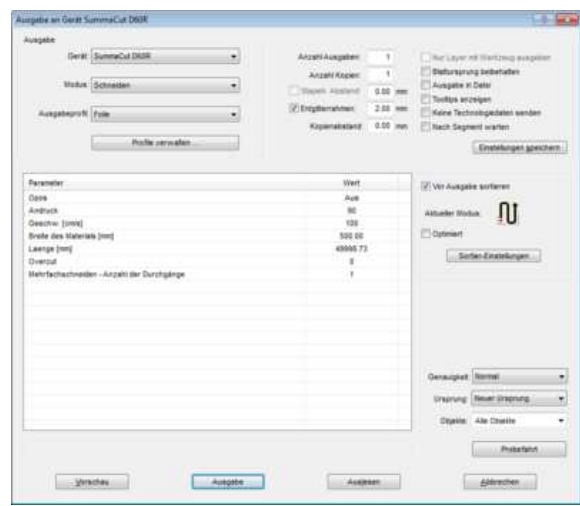 Ausgabe an Gerät SummaCut D60R
Ausgabe
Gerät: SummaCut D60R
Modus: Schneiden
Ausgabeprofil: Folie
Profile verwalten ...
Anzahl Ausgaben: 1
Anzahl Kopien: 1
Stapeln Abstand 0.00 mm
Entgitterrahmen: 2.00 mm
Kopienabstand 0.00 mm
Nur Layer mit Werkzeug ausgeben
Blattursprung beibehalten
Ausgabe in Datei
Tooltips anzeigen
Keine Technologiedaten senden
Nach Segment warten
Einstellungen speichern
Parameter Wert
Opos Aus
Andruck 90
Geschw. [cm/s] 100
Breite des Materials [mm] 500.00
Laenge [mm] 49995.73
Overcut 0
Mehrfachschneiden - Anzahl der Durchgänge 1
Vor Ausgabe sortieren
Aktueller Modus:
Optimiert
Sortier-Einstellungen
Genauigkeit: Normal
Ursprung: Neuer Ursprung
Objekte: Alle Objekte
Probefahrt
Vorschau
Ausgabe
Auslesen
Abbrechen